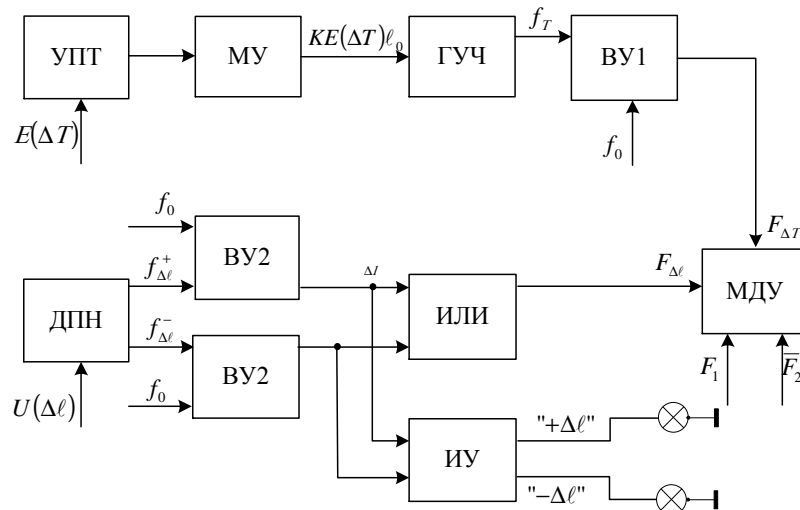 УПТ
МУ
KE(ΔT)ℓ₀
ГУЧ
f_T
ВУ1
E(ΔT)
f₀
f₀
ВУ2
F_ΔT
f⁺_Δℓ
ΔI
F_Δℓ
ДПН
ИЛИ
МДУ
f⁻_Δℓ
ВУ2
f₀
U(Δℓ)
F₁
F̅₂
"+Δℓ"
ИУ
"−Δℓ"